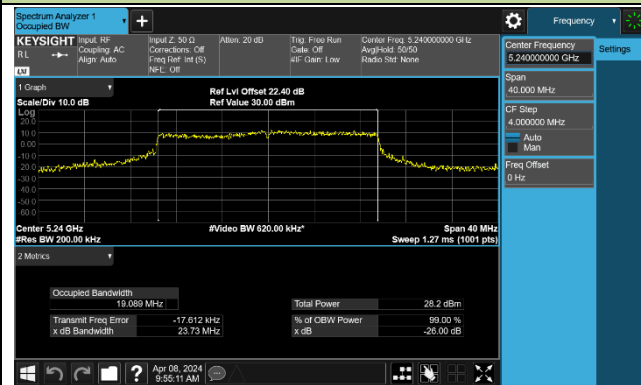 Spectrum Analyzer 1
Occupied BW
Frequency
KEYSIGHT
RL
LXI
Input: RF
Coupling: AC
Align: Auto
Input Z: 50 Ω
Corrections: Off
Freq Ref: Int (S)
NFE: Off
Atten: 20 dB
Trig: Free Run
Gate: Off
#IF Gain: Low
Center Freq: 5.240000000 GHz
Avg|Hold: 50/50
Radio Std: None
Center Frequency
5.240000000 GHz
Settings
Span
40.000 MHz
CF Step
4.000000 MHz
Auto
Man
Freq Offset
0 Hz
1 Graph
Scale/Div 10.0 dB
Ref Lvl Offset 22.40 dB
Ref Value 30.00 dBm
Log
20.0
10.0
0.00
-10.0
-20.0
-30.0
-40.0
-50.0
-60.0
Center 5.24 GHz
#Res BW 200.00 kHz
#Video BW 620.00 kHz*
Span 40 MHz
Sweep 1.27 ms (1001 pts)
2 Metrics
Occupied Bandwidth
19.089 MHz
Total Power 28.2 dBm
Transmit Freq Error -17.612 kHz
% of OBW Power 99.00 %
x dB Bandwidth 23.73 MHz
x dB -26.00 dB
Apr 08, 2024
9:55:11 AM